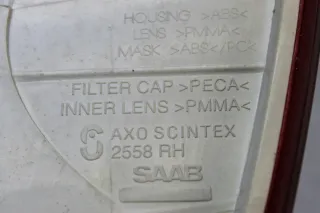 HOUSING >ABS<
LENS >PMMA<
MASK >ABS/PC<
FILTER CAP >PECA<
INNER LENS >PMMA<
AXO SCINTEX
2558 RH
SAAB